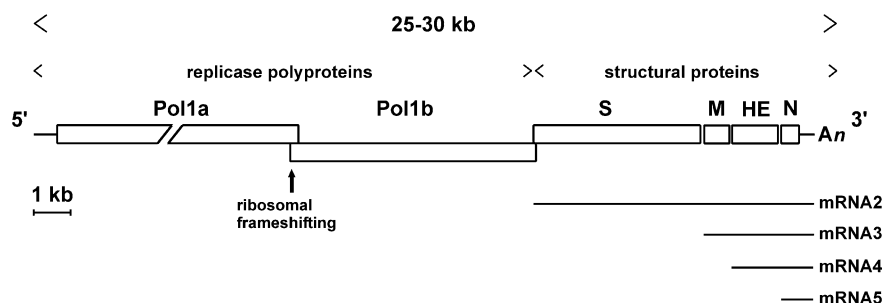 25-30 kb
replicase polyproteins
structural proteins
Pol1a
Pol1b
S
M
HE
N
5'
An
3'
1 kb
ribosomal
frameshifting
mRNA2
mRNA3
mRNA4
mRNA5